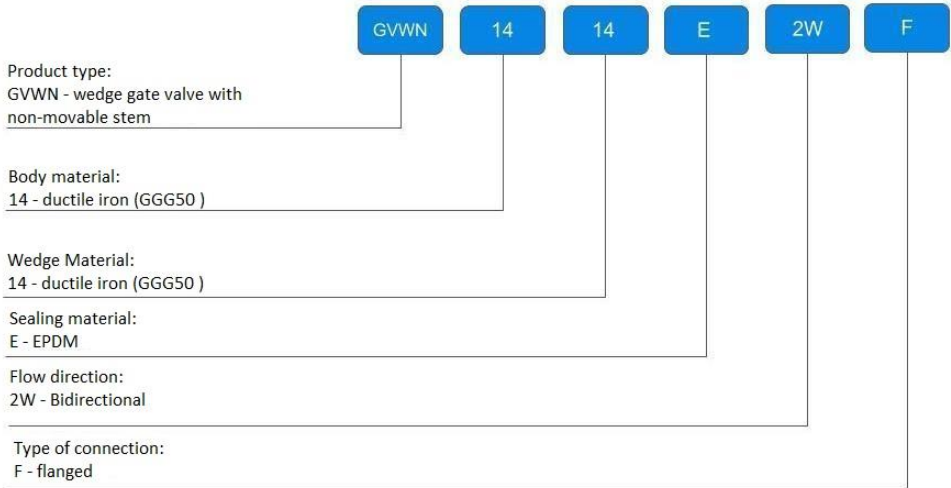 GVWN 14 14 E 2W F
Product type:
GVWN - wedge gate valve with
non-movable stem
Body material:
14 - ductile iron (GGG50 )
Wedge Material:
14 - ductile iron (GGG50 )
Sealing material:
E - EPDM
Flow direction:
2W - Bidirectional
Type of connection:
F - flanged